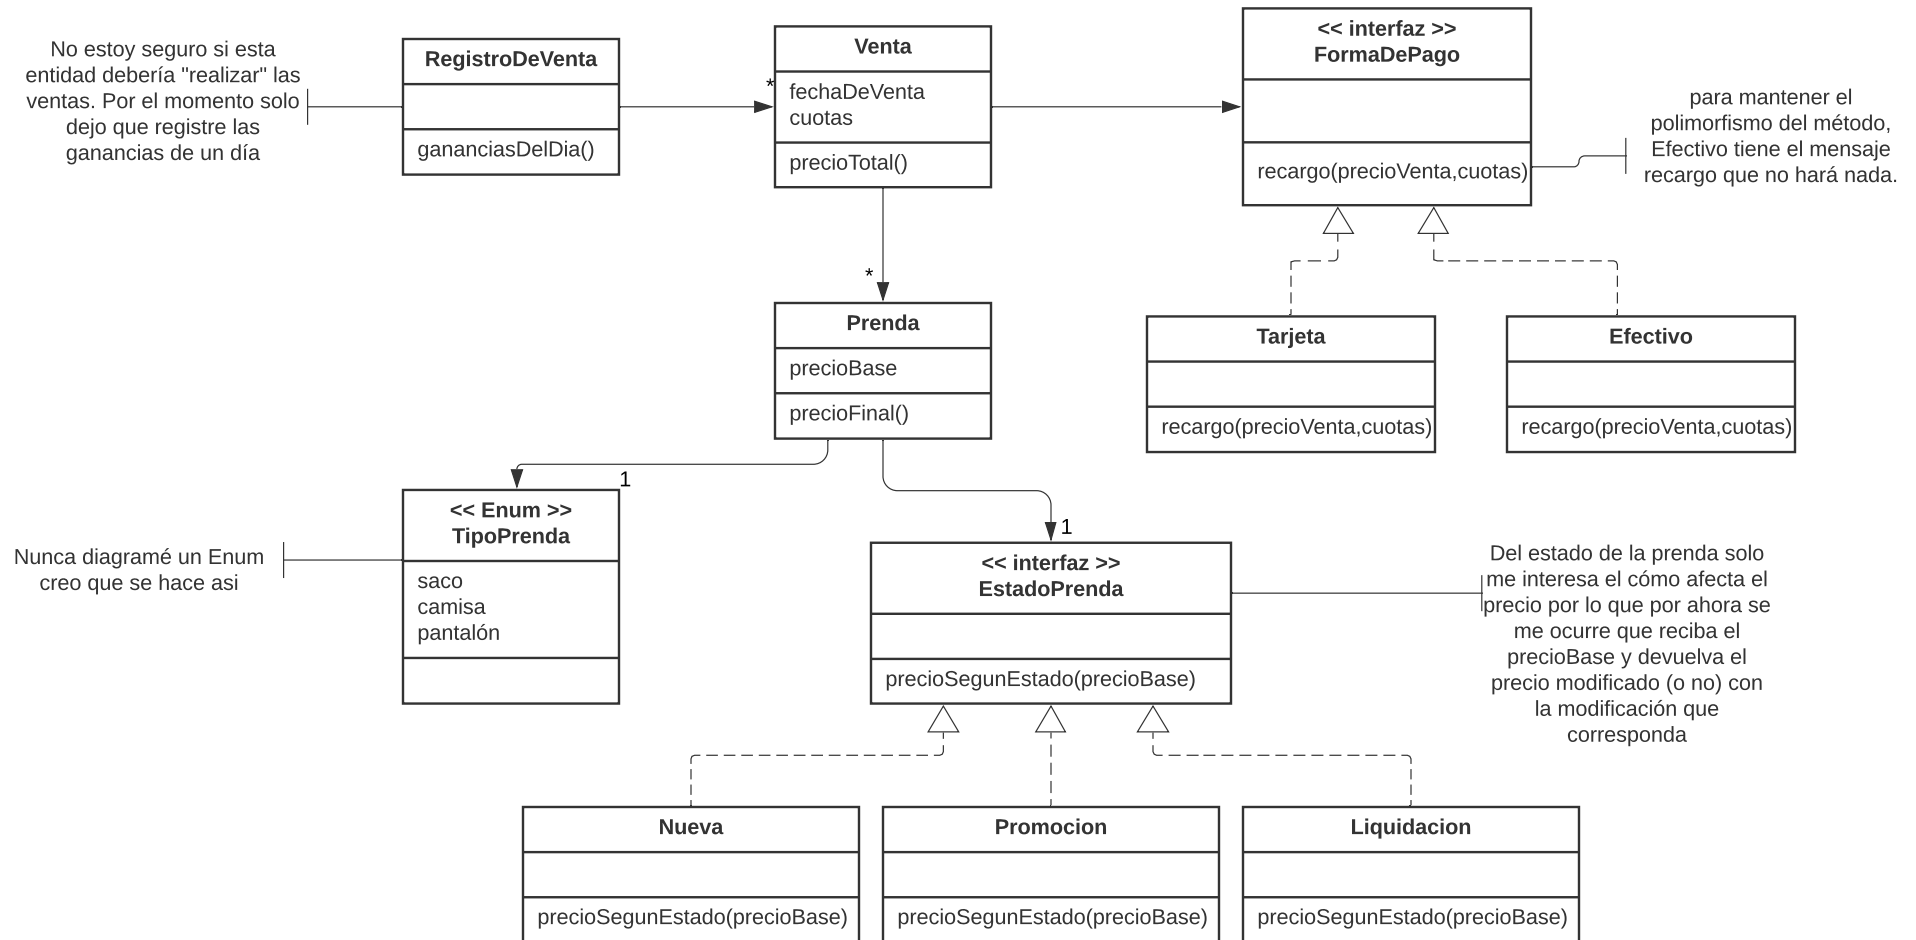 No estoy seguro si esta
entidad debería "realizar" las
ventas. Por el momento solo
dejo que registre las
ganancias de un día
RegistroDeVenta
gananciasDelDia()
*
Venta
fechaDeVenta
cuotas
precioTotal()
<< interfaz >>
FormaDePago
recargo(precioVenta,cuotas)
para mantener el
polimorfismo del método,
Efectivo tiene el mensaje
recargo que no hará nada.
*
Prenda
precioBase
precioFinal()
Tarjeta
recargo(precioVenta,cuotas)
Efectivo
recargo(precioVenta,cuotas)
1
<< Enum >>
TipoPrenda
saco
camisa
pantalón
Nunca diagramé un Enum
creo que se hace asi
1
<< interfaz >>
EstadoPrenda
precioSegunEstado(precioBase)
Del estado de la prenda solo
me interesa el cómo afecta el
precio por lo que por ahora se
me ocurre que reciba el
precioBase y devuelva el
precio modificado (o no) con
la modificación que
corresponda
Nueva
precioSegunEstado(precioBase)
Promocion
precioSegunEstado(precioBase)
Liquidacion
precioSegunEstado(precioBase)